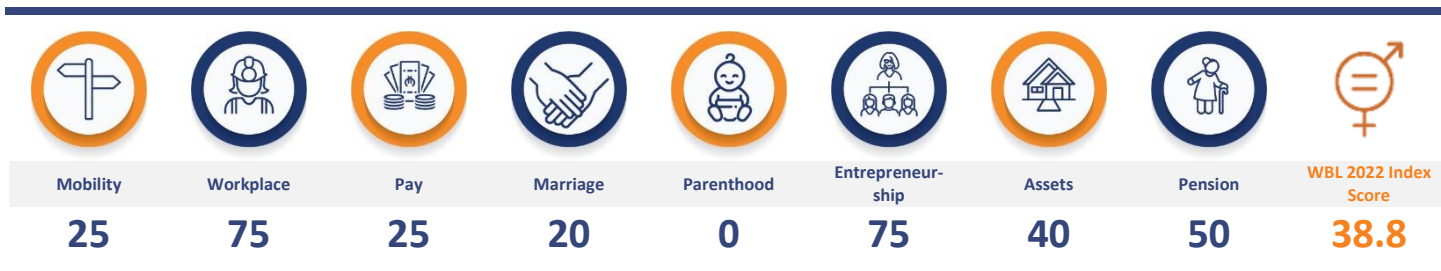 Mobility
Workplace
Pay
Marriage
Parenthood
Entrepreneur-
ship
Assets
Pension
WBL 2022 Index
Score
25
75
25
20
0
75
40
50
38.8